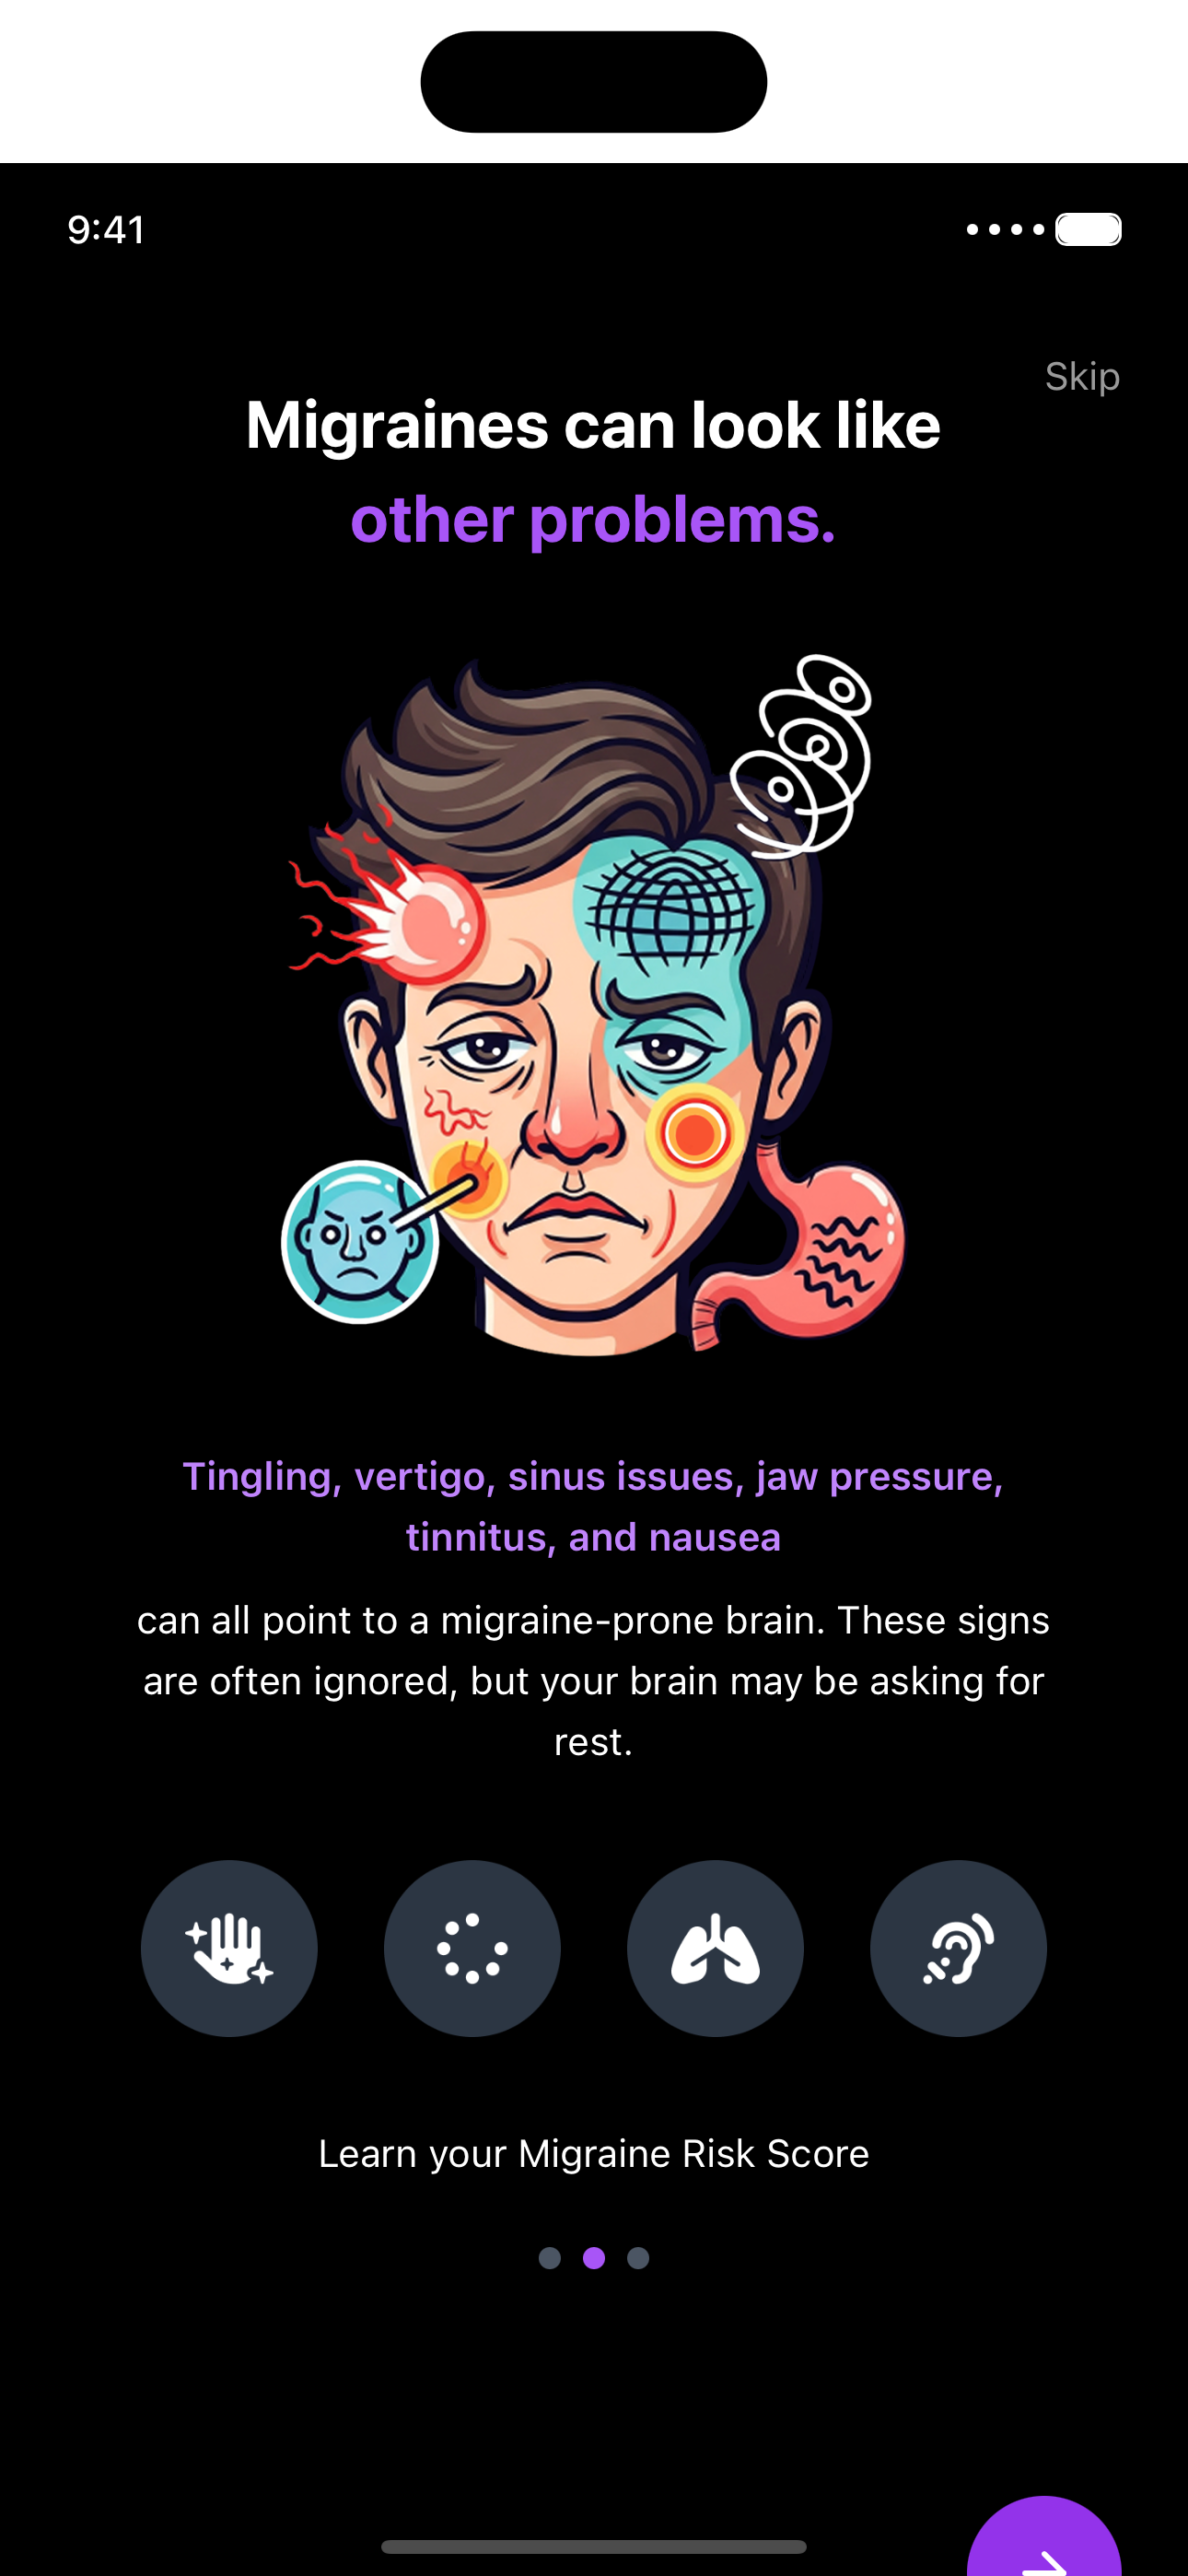 9:41
Skip
Migraines can look like
other problems.
Tingling, vertigo, sinus issues, jaw pressure,
tinnitus, and nausea
can all point to a migraine-prone brain. These signs
are often ignored, but your brain may be asking for
rest.
Learn your Migraine Risk Score